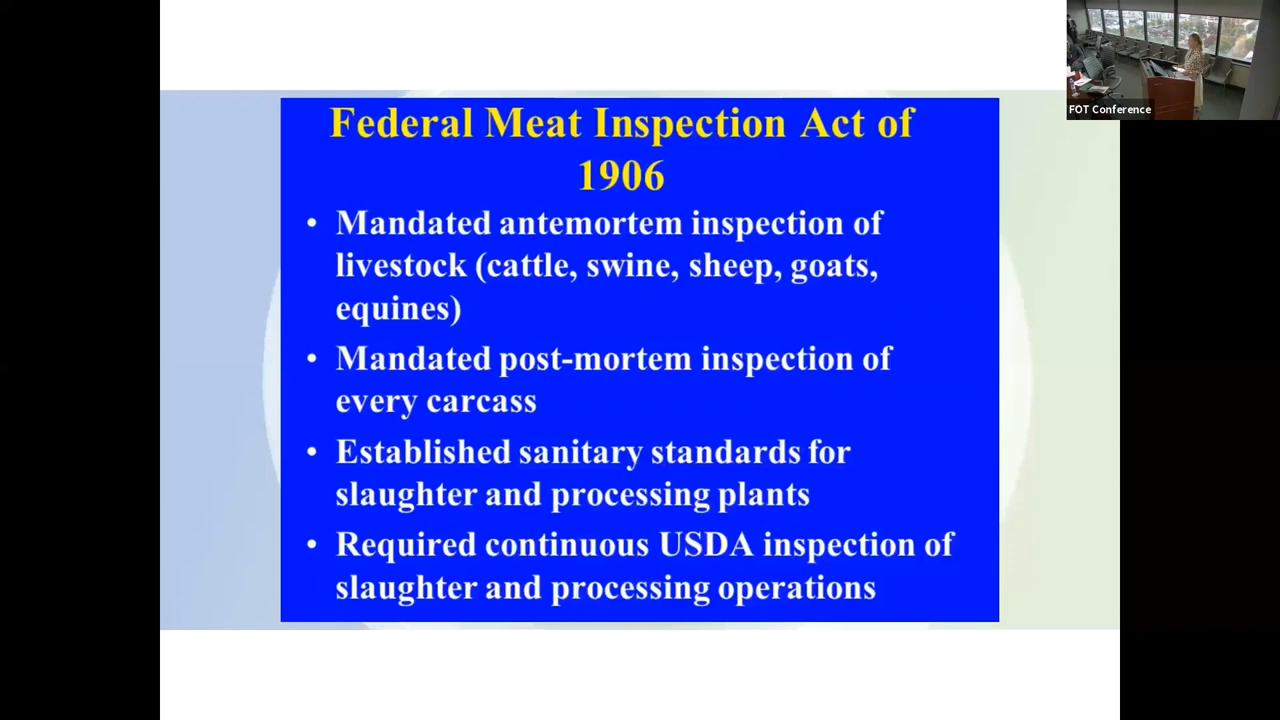 Federal Meat Inspection Act of
1906
• Mandated antemortem inspection of
livestock (cattle, swine, sheep, goats,
equines)
• Mandated post-mortem inspection of
every carcass
• Established sanitary standards for
slaughter and processing plants
• Required continuous USDA inspection of
slaughter and processing operations
FOT Conference